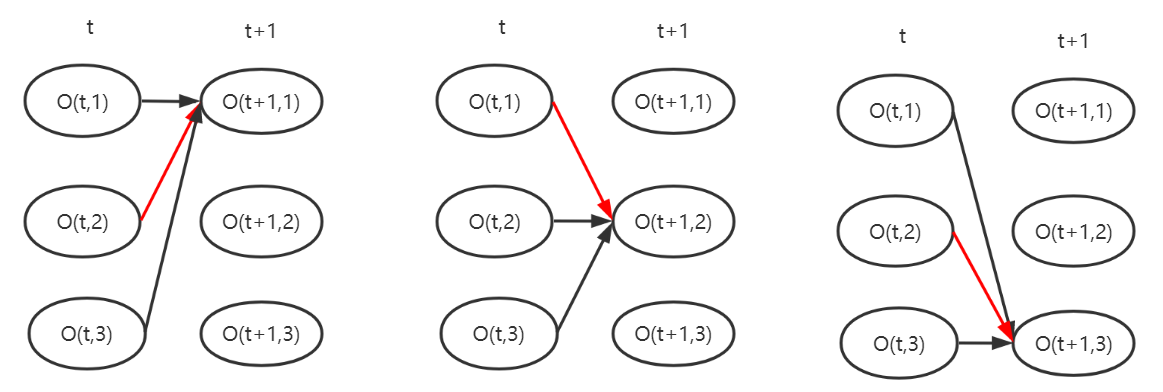 t t+1
O(t,1) O(t+1,1)
O(t,2) O(t+1,2)
O(t,3) O(t+1,3)
t t+1
O(t,1) O(t+1,1)
O(t,2) O(t+1,2)
O(t,3) O(t+1,3)
t t+1
O(t,1) O(t+1,1)
O(t,2) O(t+1,2)
O(t,3) O(t+1,3)